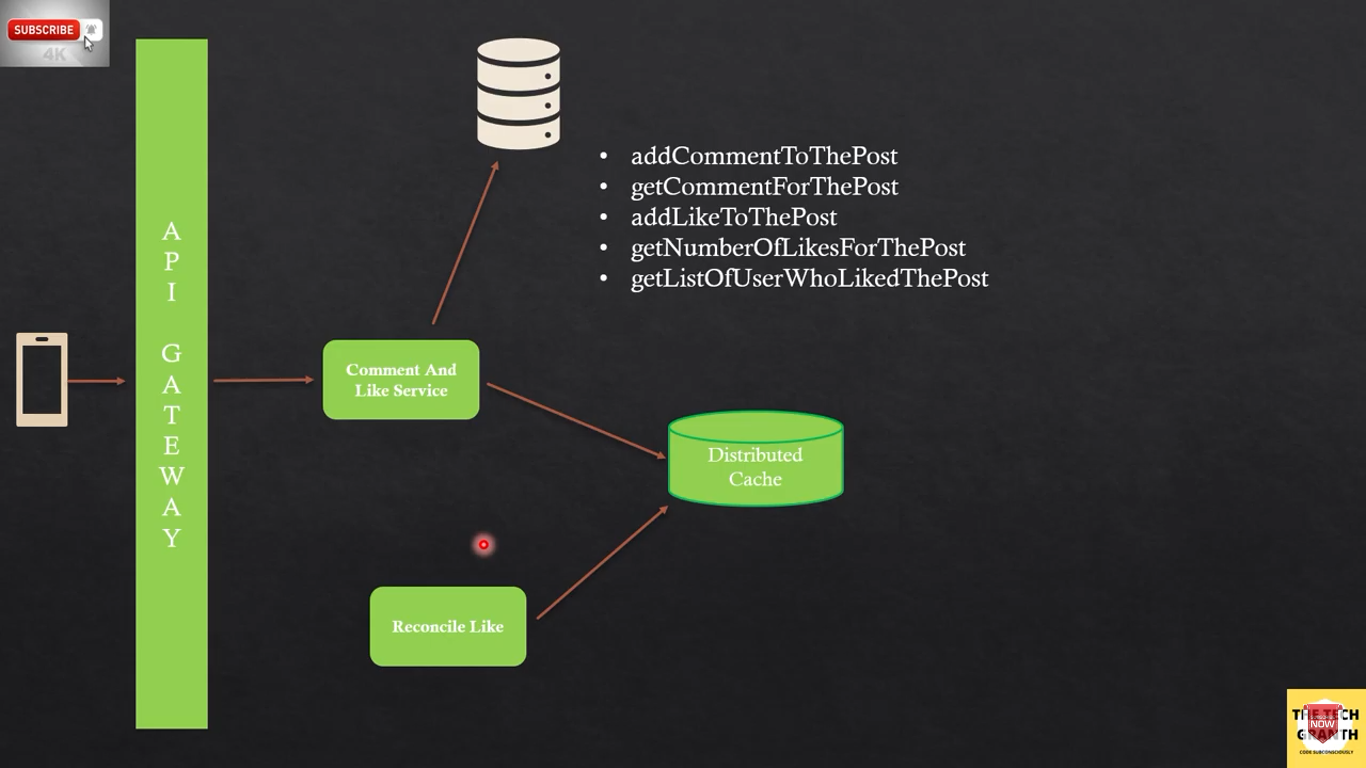 SUBSCRIBE
4K
API GATEWAY
addCommentToThePost
getCommentForThePost
addLikeToThePost
getNumberOfLikesForThePost
getListOfUserWhoLikedThePost
Comment And
Like Service
Distributed
Cache
Reconcile Like
THE TECH
NOW
GRANTH
CODE SUBCONSCIOUSLY